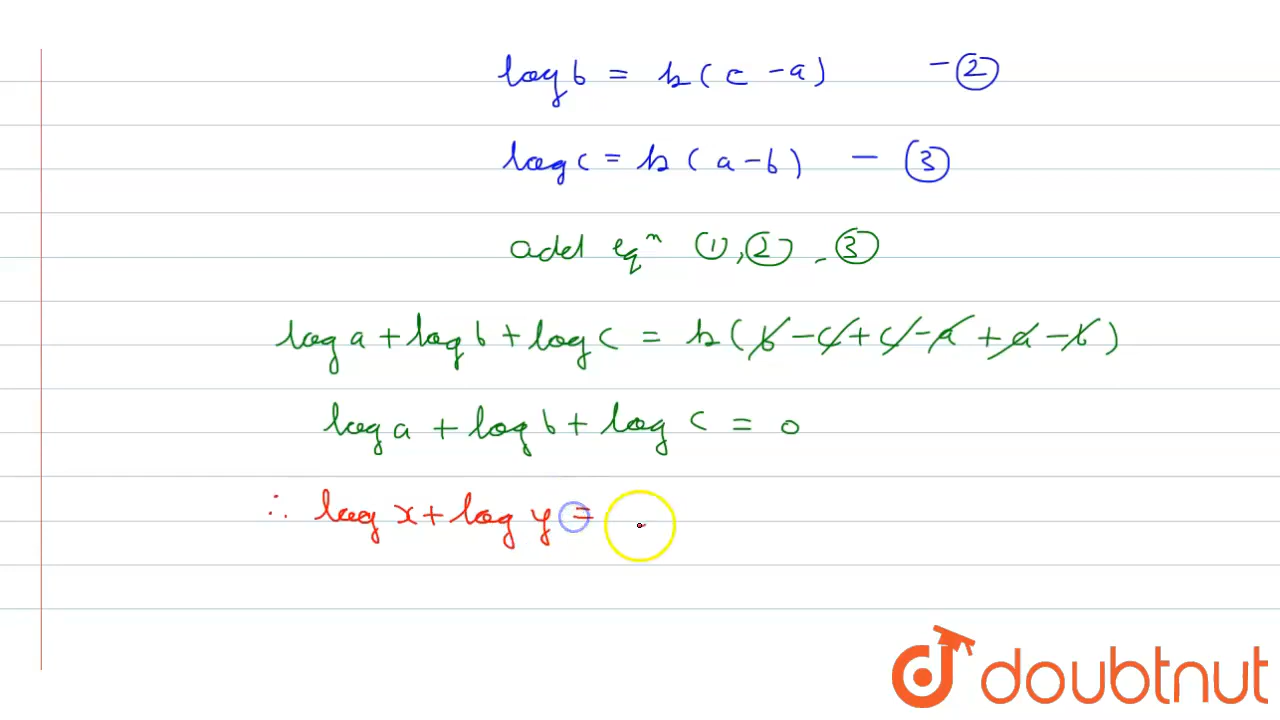 log b = k ( c - a ) - ②
log c = k ( a - b ) - ③
add eqⁿ ①, ② - ③
log a + log b + log c = k ( b - c + c - a + a - b )
log a + log b + log c = 0
∴ log x + log y =
doubtnut